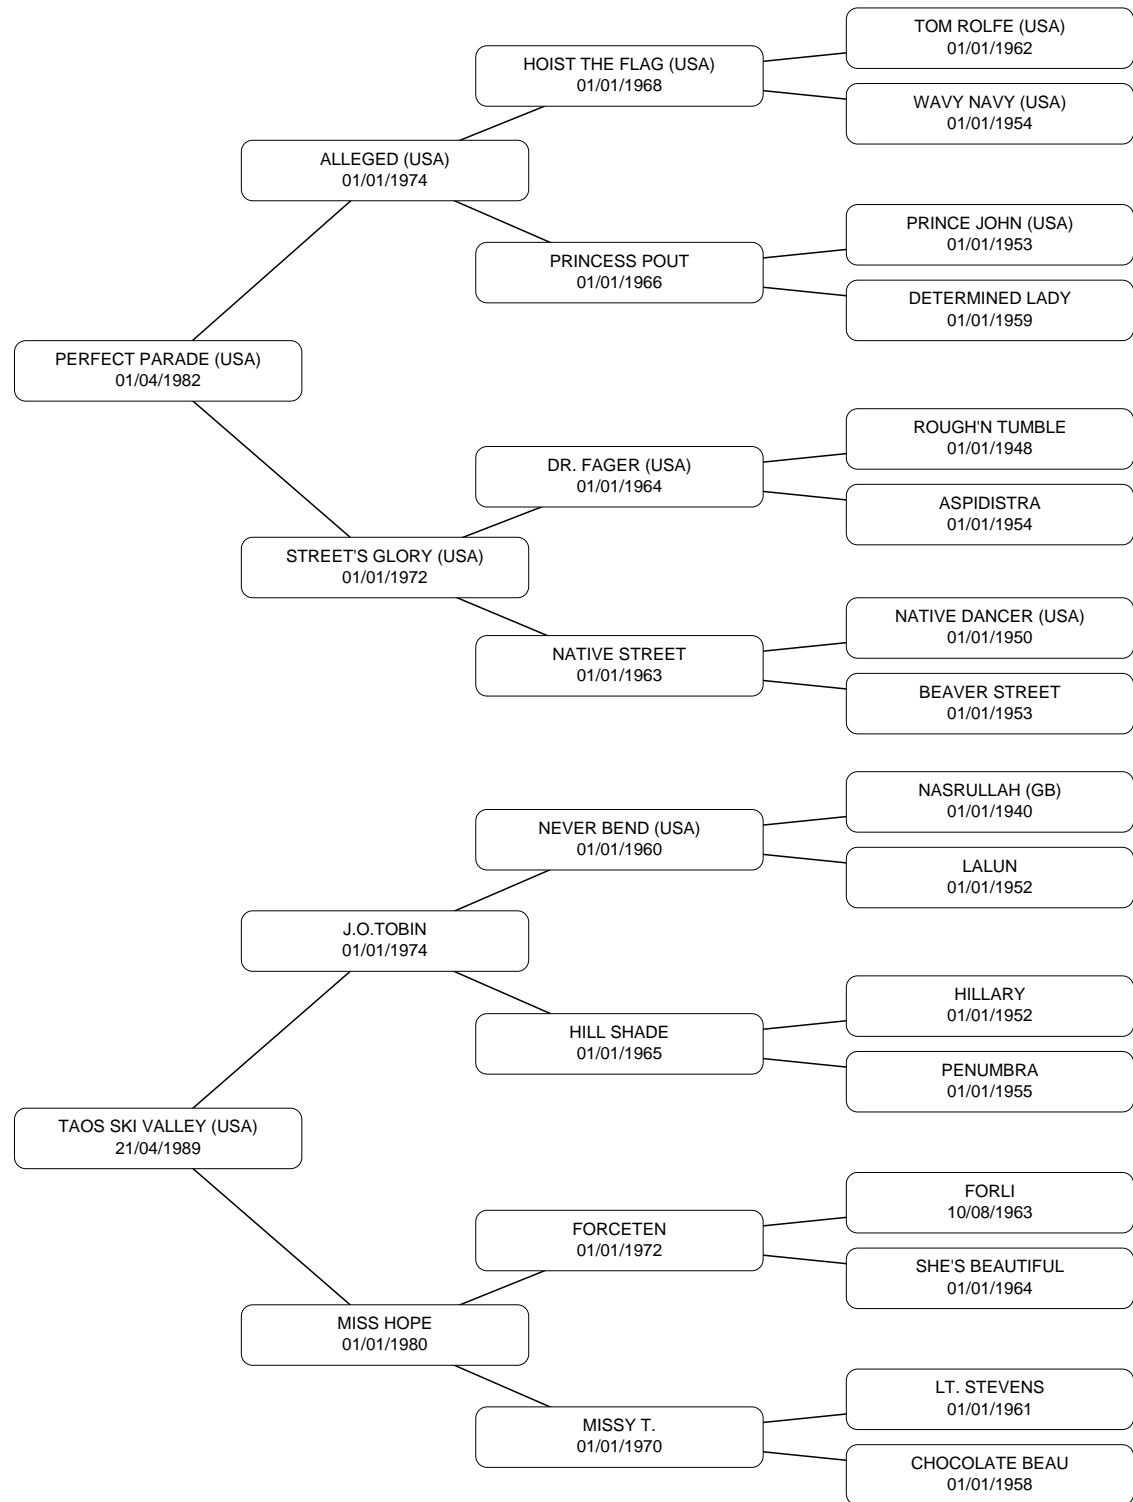 TOM ROLFE (USA)
01/01/1962
HOIST THE FLAG (USA)
01/01/1968
WAVY NAVY (USA)
01/01/1954
ALLEGED (USA)
01/01/1974
PRINCE JOHN (USA)
01/01/1953
PRINCESS POUT
01/01/1966
DETERMINED LADY
01/01/1959
PERFECT PARADE (USA)
01/04/1982
ROUGH'N TUMBLE
01/01/1948
DR. FAGER (USA)
01/01/1964
ASPIDISTRA
01/01/1954
STREET'S GLORY (USA)
01/01/1972
NATIVE DANCER (USA)
01/01/1950
NATIVE STREET
01/01/1963
BEAVER STREET
01/01/1953
NASRULLAH (GB)
01/01/1940
NEVER BEND (USA)
01/01/1960
LALUN
01/01/1952
J.O.TOBIN
01/01/1974
HILLARY
01/01/1952
HILL SHADE
01/01/1965
PENUMBRA
01/01/1955
TAOS SKI VALLEY (USA)
21/04/1989
FORLI
10/08/1963
FORCETEN
01/01/1972
SHE'S BEAUTIFUL
01/01/1964
MISS HOPE
01/01/1980
LT. STEVENS
01/01/1961
MISSY T.
01/01/1970
CHOCOLATE BEAU
01/01/1958